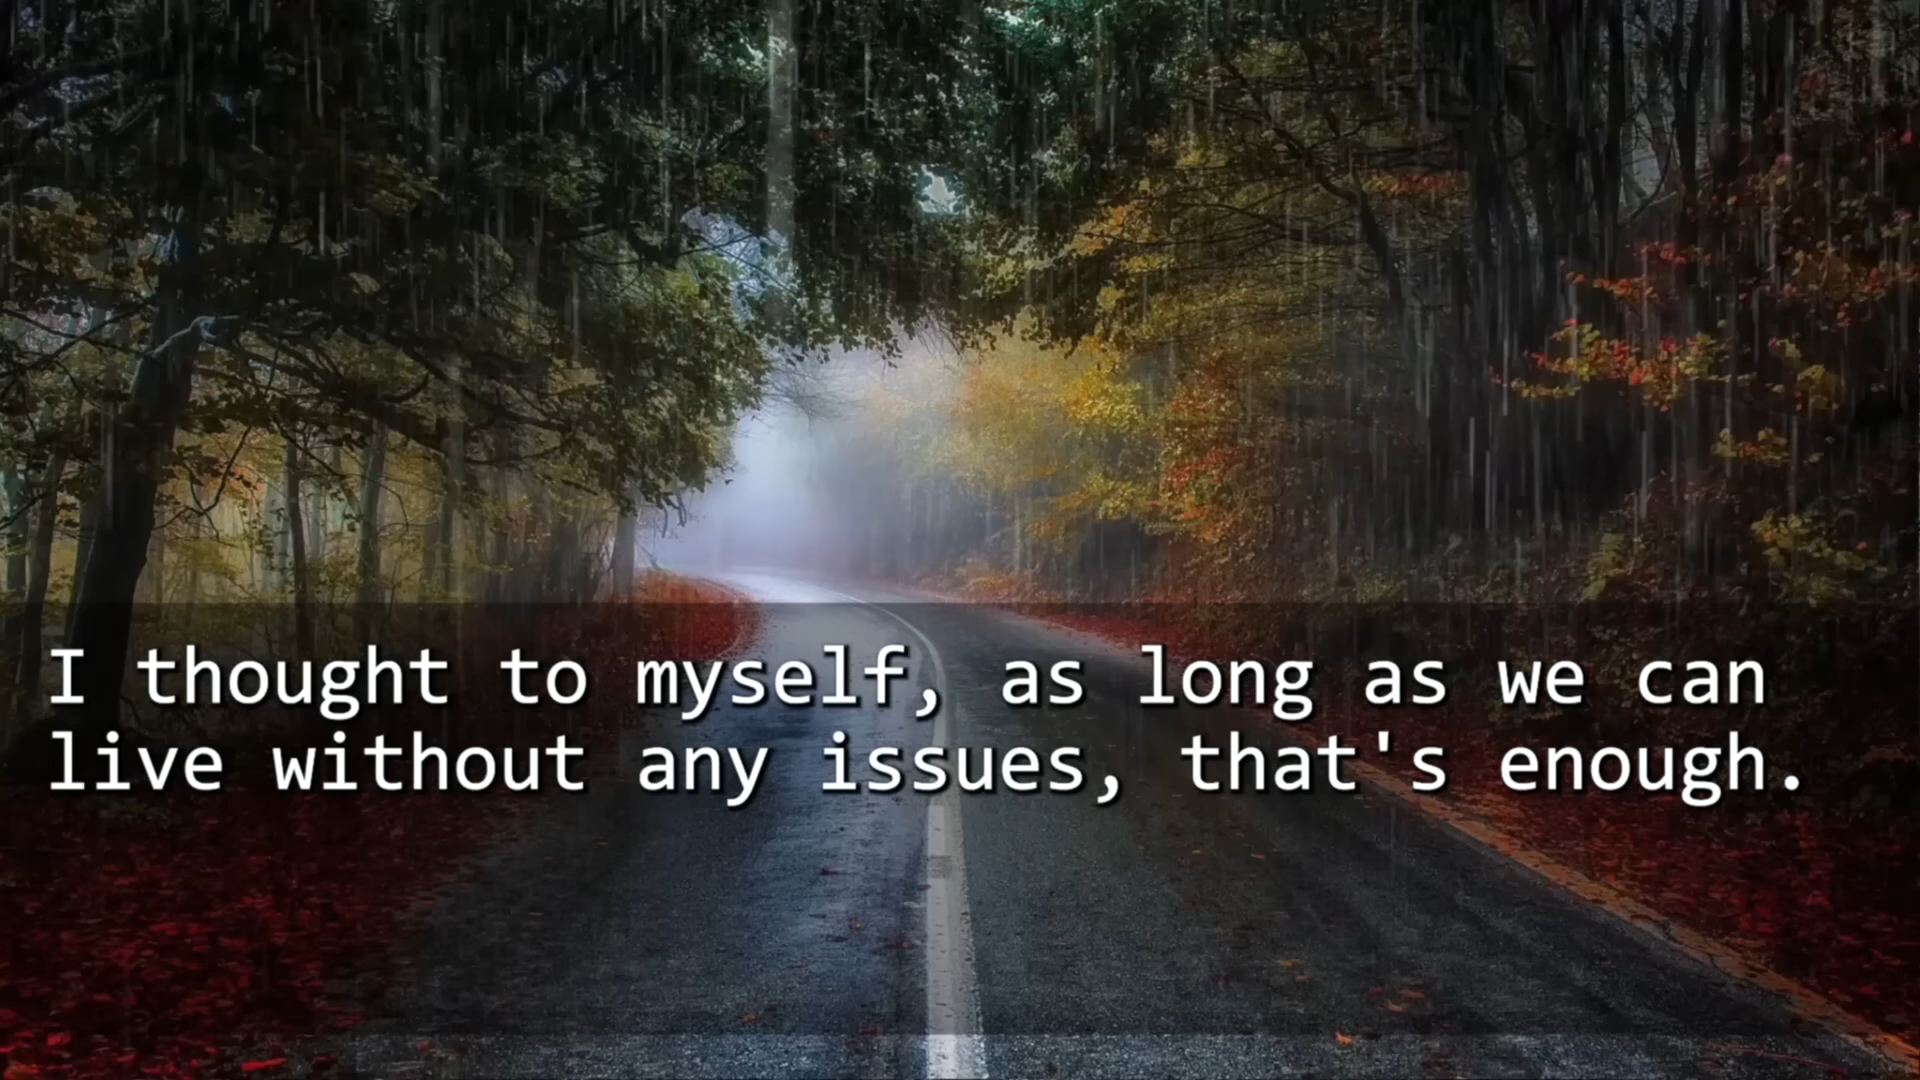 I thought to myself, as long as we can
live without any issues, that's enough.